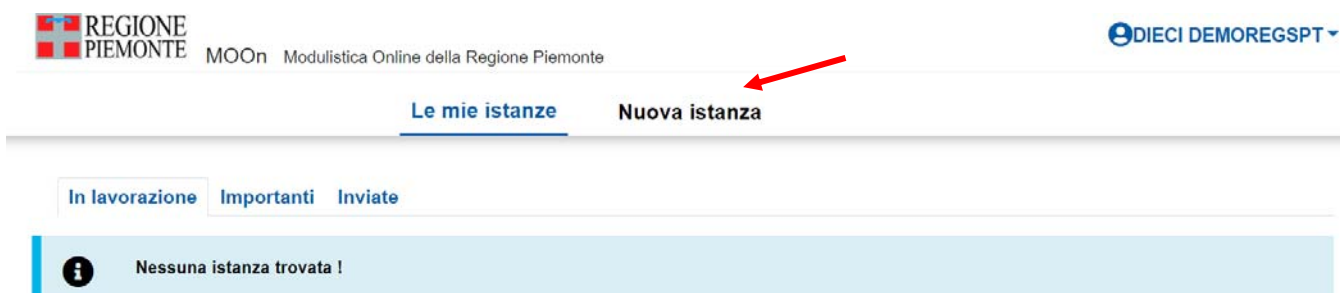 REGIONE
PIEMONTE
MOOn Modulistica Online della Regione Piemonte
DIECI DEMOREGSPT
Le mie istanze Nuova istanza
In lavorazione Importanti Inviate
Nessuna istanza trovata !